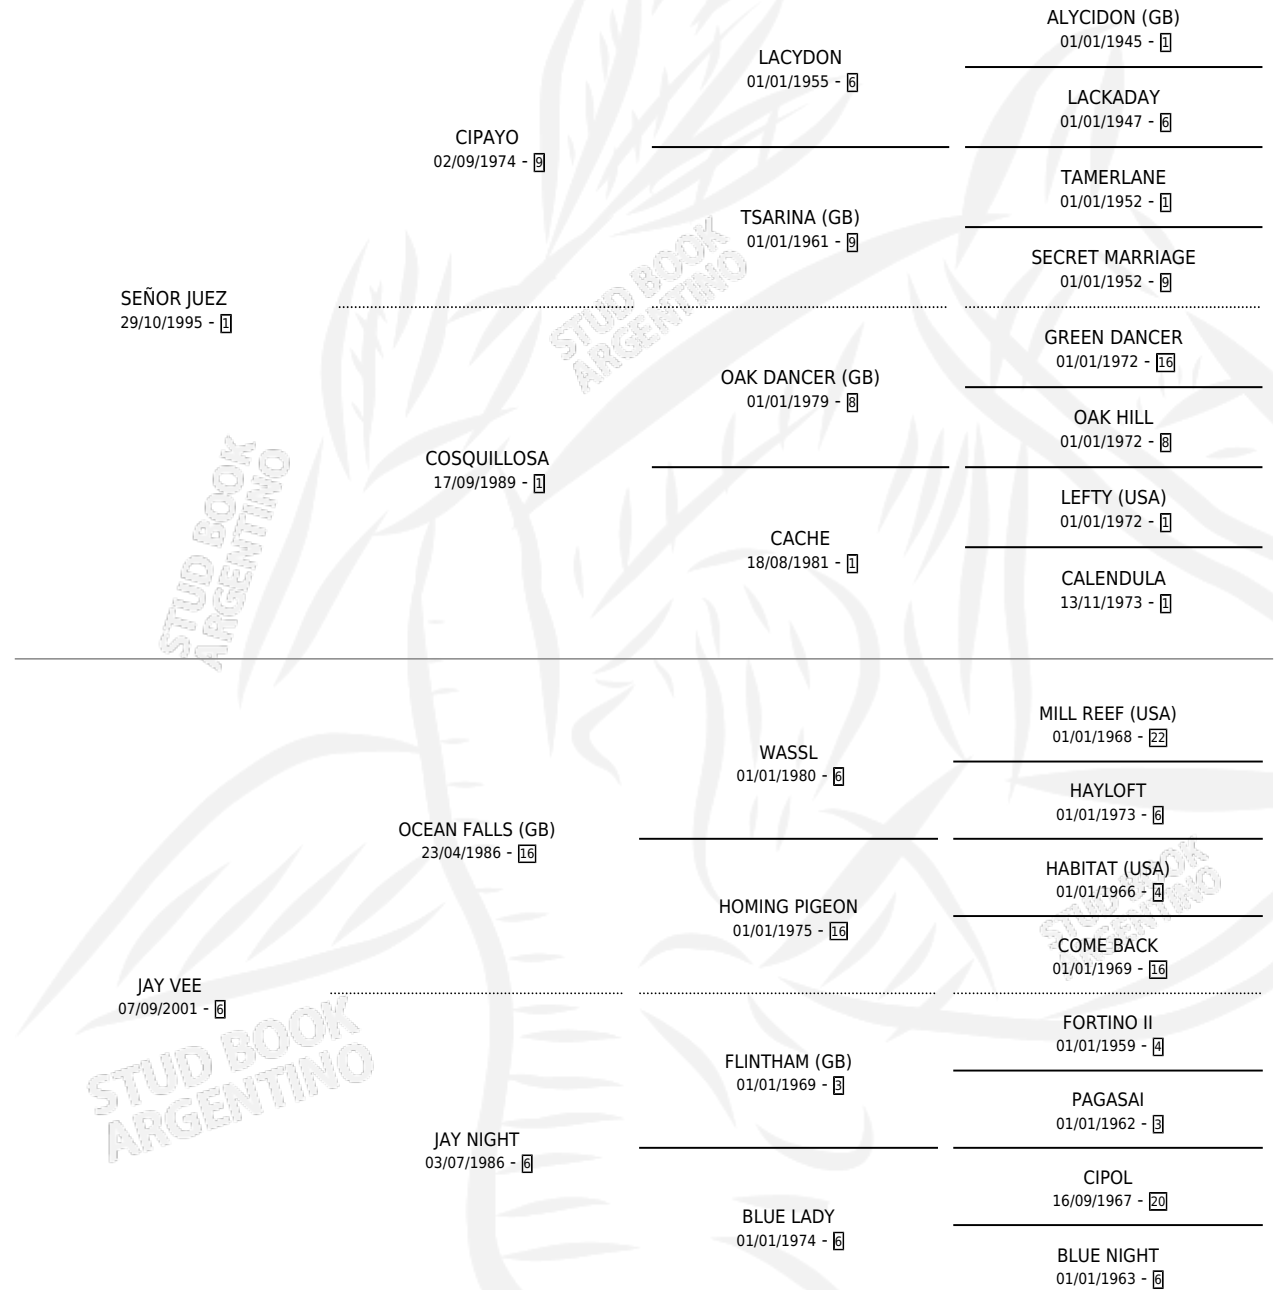 ALYCIDON (GB)
01/01/1945 - 1
LACYDON
01/01/1955 - 6
LACKADAY
01/01/1947 - 6
CIPAYO
02/09/1974 - 9
TAMERLANE
01/01/1952 - 1
TSARINA (GB)
01/01/1961 - 9
SECRET MARRIAGE
01/01/1952 - 9
SEÑOR JUEZ
29/10/1995 - 1
GREEN DANCER
01/01/1972 - 16
OAK DANCER (GB)
01/01/1979 - 8
OAK HILL
01/01/1972 - 8
COSQUILLOSA
17/09/1989 - 1
LEFTY (USA)
01/01/1972 - 1
CACHE
18/08/1981 - 1
CALENDULA
13/11/1973 - 1
MILL REEF (USA)
01/01/1968 - 22
WASSL
01/01/1980 - 6
HAYLOFT
01/01/1973 - 6
OCEAN FALLS (GB)
23/04/1986 - 16
HABITAT (USA)
01/01/1966 - 4
HOMING PIGEON
01/01/1975 - 16
COME BACK
01/01/1969 - 16
JAY VEE
07/09/2001 - 6
FORTINO II
01/01/1959 - 4
FLINTHAM (GB)
01/01/1969 - 3
PAGASAI
01/01/1962 - 3
JAY NIGHT
03/07/1986 - 6
CIPOL
16/09/1967 - 20
BLUE LADY
01/01/1974 - 6
BLUE NIGHT
01/01/1963 - 6
STUD BOOK
ARGENTINO
STUD BOOK
ARGENTINO
STUD BOOK
ARGENTINO
STUD BOOK
ARGENTINO